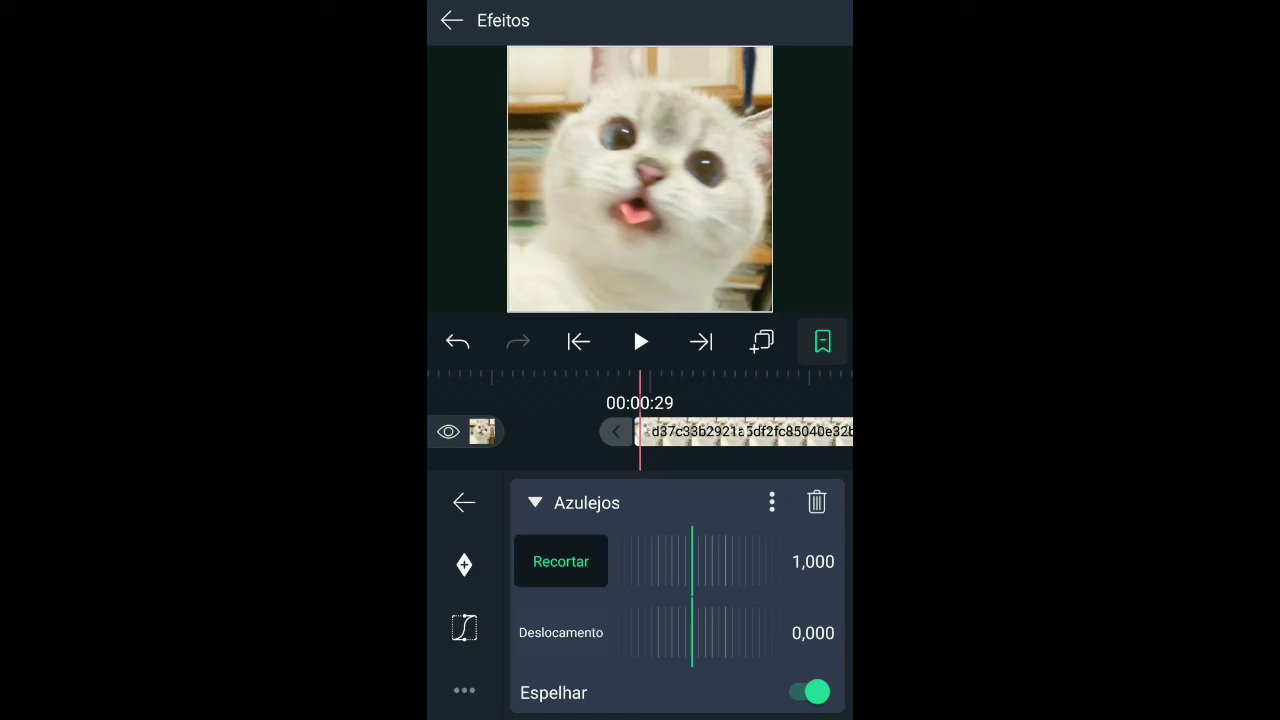 Efeitos
00:00:29
d37c33b2921a5df2fc85040e32b
Azulejos
Recortar
1,000
Deslocamento
0,000
Espelhar